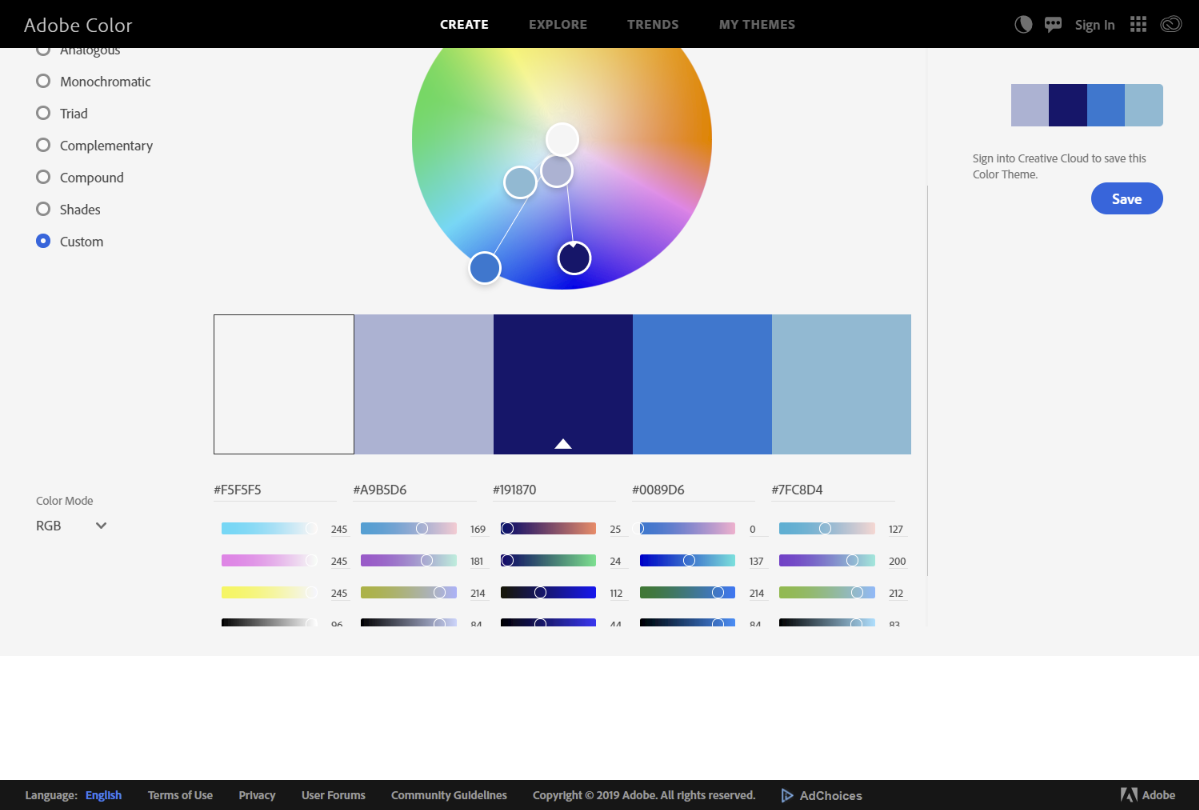 Adobe Color
CREATE EXPLORE TRENDS MY THEMES
Sign In
Analogous
Monochromatic
Triad
Complementary
Compound
Shades
Custom
Sign into Creative Cloud to save this
Color Theme.
Save
#F5F5F5 #A9B5D6 #191870 #0089D6 #7FC8D4
Color Mode
RGB
245 169 25 0 127
245 181 24 137 200
245 214 112 214 212
96 84 44 84 83
Language: English Terms of Use Privacy User Forums Community Guidelines Copyright © 2019 Adobe. All rights reserved. AdChoices Adobe